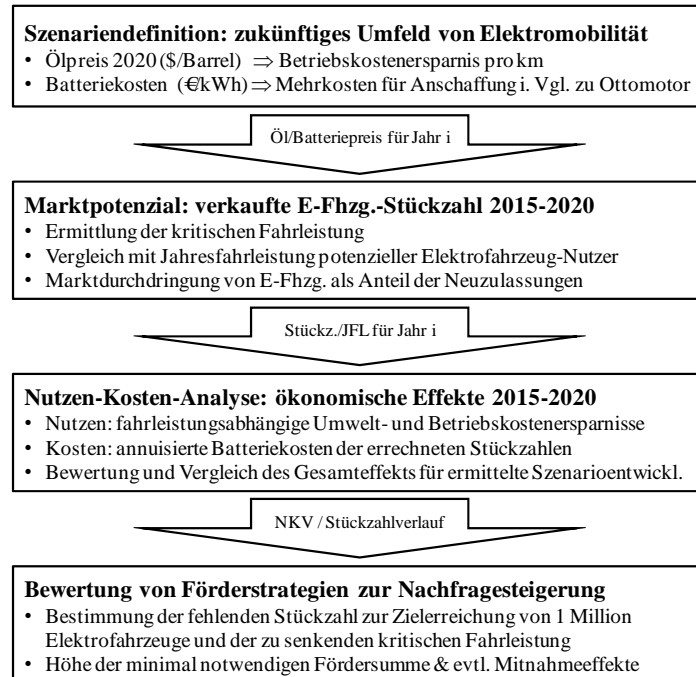 Szenariendefinition: zukünftiges Umfeld von Elektromobilität
• Ölpreis 2020 ($/Barrel) ⇒ Betriebskostenersparnis pro km
• Batteriekosten (€/kWh) ⇒ Mehrkosten für Anschaffung i. Vgl. zu Ottomotor
Öl/Batteriepreis für Jahr i
Marktpotenzial: verkaufte E-Fhzg.-Stückzahl 2015-2020
• Ermittlung der kritischen Fahrleistung
• Vergleich mit Jahresfahrleistung potenzieller Elektrofahrzeug-Nutzer
• Marktdurchdringung von E-Fhzg. als Anteil der Neuzulassungen
Stückz./JFL für Jahr i
Nutzen-Kosten-Analyse: ökonomische Effekte 2015-2020
• Nutzen: fahrleistungsabhängige Umwelt- und Betriebskostenersparnisse
• Kosten: annuisierte Batteriekosten der errechneten Stückzahlen
• Bewertung und Vergleich des Gesamteffekts für ermittelte Szenarioentwickl.
NKV / Stückzahlverlauf
Bewertung von Förderstrategien zur Nachfragesteigerung
• Bestimmung der fehlenden Stückzahl zur Zielerreichung von 1 Million
Elektrofahrzeuge und der zu senkenden kritischen Fahrleistung
• Höhe der minimal notwendigen Fördersumme & evtl. Mitnahmeeffekte